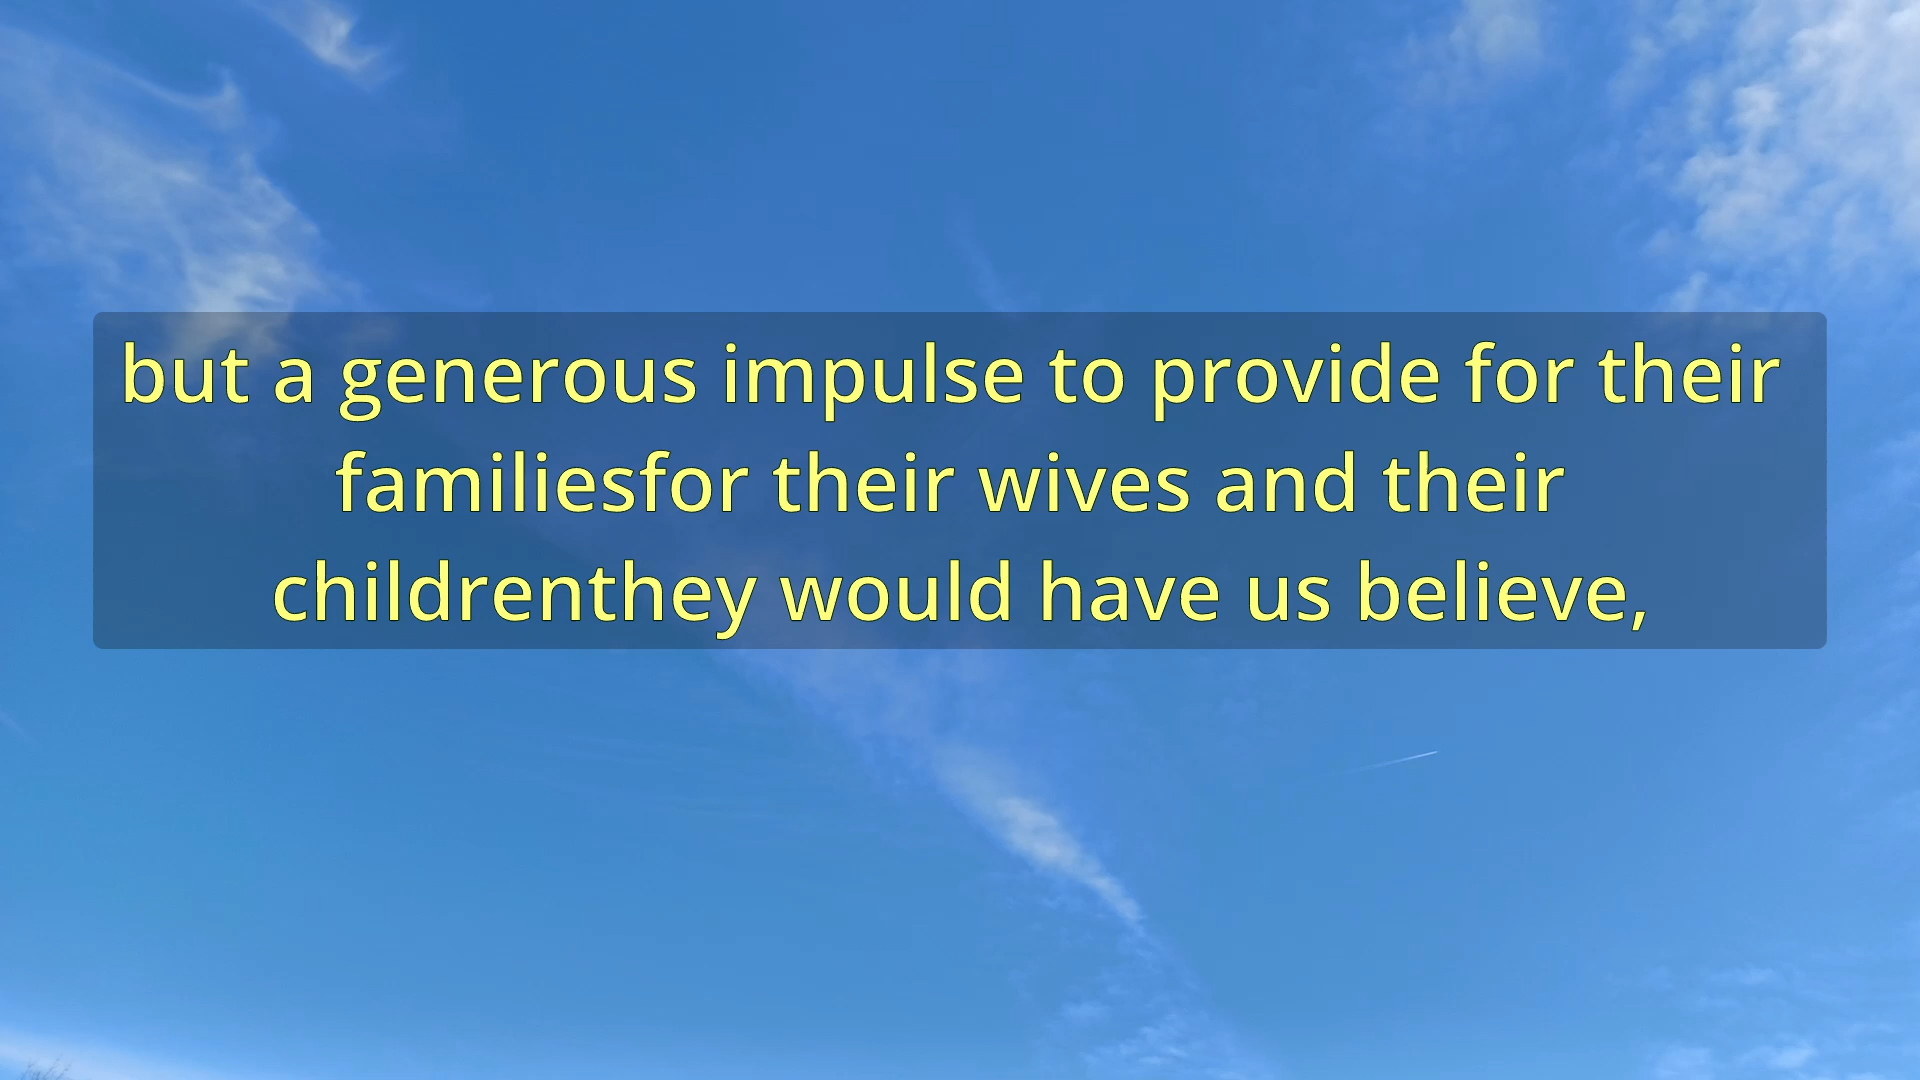 but a generous impulse to provide for their
familiesfor their wives and their
childrenthey would have us believe,